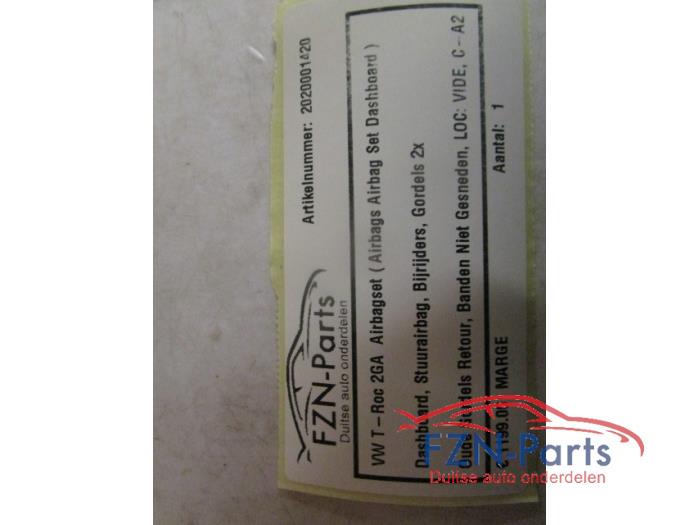 FZN-Parts
Duitse auto onderdelen
Artikelnummer: 2020001420
VW T-Roc 2GA Airbagset ( Airbags Airbag Set Dashboard )
Dashboard, Stuurairbag, Bijrijders, Gordels 2x
Oude Retour, Banden Niet Gesneden, LOC: VIDE, C-A2
MARGE
Aantal: 1
FZN-Parts
Duitse auto onderdelen